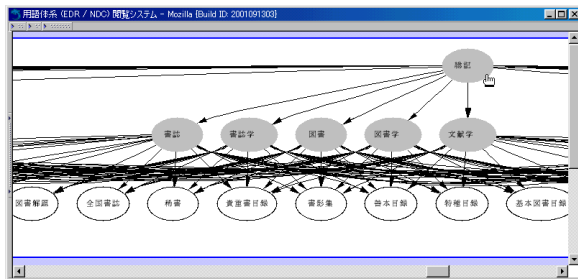 用語体系 (EDR / NDC) 閲覧システム - Mozilla {Build ID: 2001091303}
書誌 書誌学 図書 図書学 文献学
図書解題 全国書誌 稀書 貴重書目録 書影集 善本目録 特種目録 基本図書目録